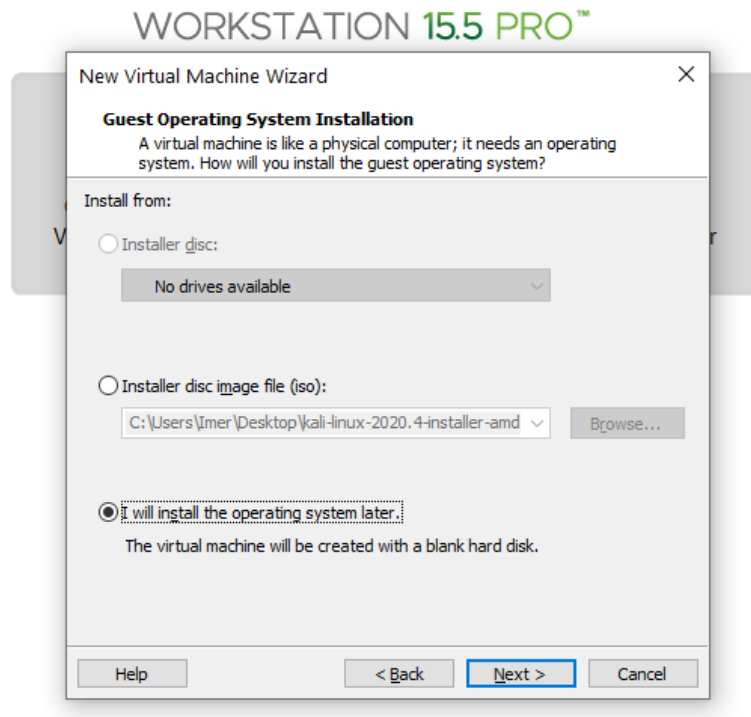 WORKSTATION 15.5 PRO™
New Virtual Machine Wizard
Guest Operating System Installation
A virtual machine is like a physical computer; it needs an operating
system. How will you install the guest operating system?
Install from:
Installer disc:
No drives available
Installer disc image file (iso):
C:\Users\Imer\Desktop\kali-linux-2020.4-installer-amd
Browse...
I will install the operating system later.
The virtual machine will be created with a blank hard disk.
Help
< Back
Next >
Cancel